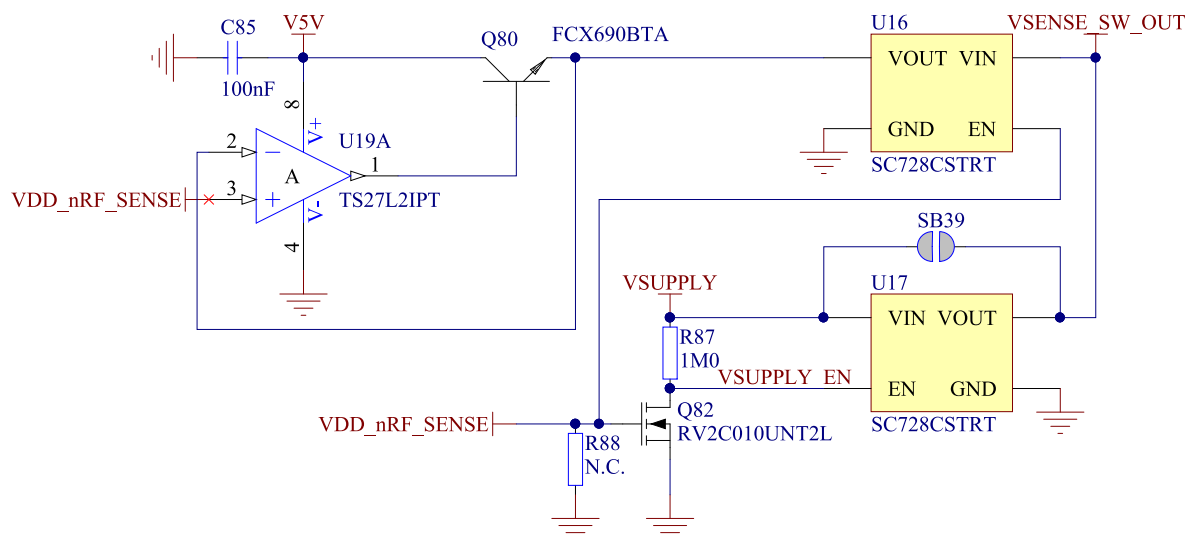 C85
V5V
100nF
Q80
FCX690BTA
U16
VSENSE_SW_OUT
VOUT VIN
GND EN
SC728CSTRT
8
V+
U19A
2
−
A
1
VDD_nRF_SENSE
3
+
V-
TS27L2IPT
4
SB39
VSUPPLY
U17
VIN VOUT
R87
1M0
VSUPPLY_EN
EN GND
SC728CSTRT
Q82
RV2C010UNT2L
VDD_nRF_SENSE
R88
N.C.